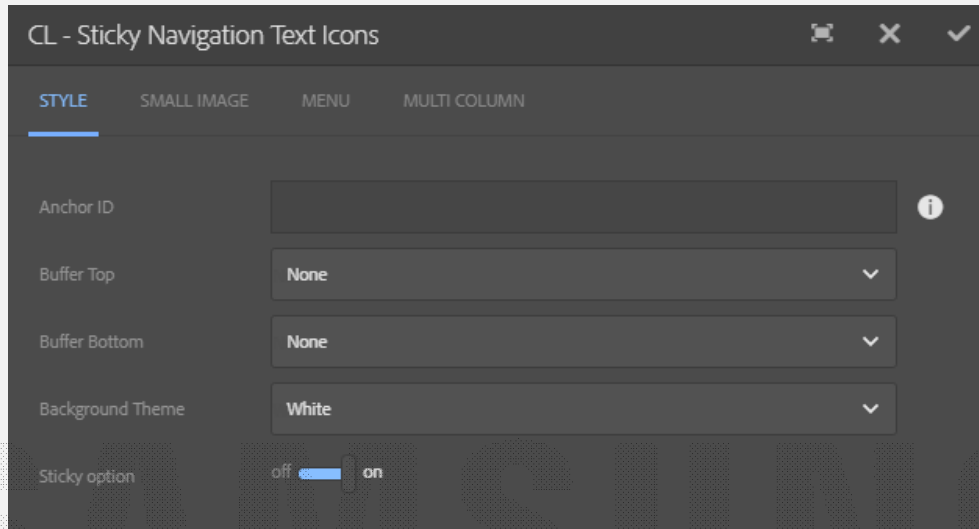 CL - Sticky Navigation Text Icons
STYLE SMALL IMAGE MENU MULTI COLUMN
Anchor ID
Buffer Top None
Buffer Bottom None
Background Theme White
Sticky option off on